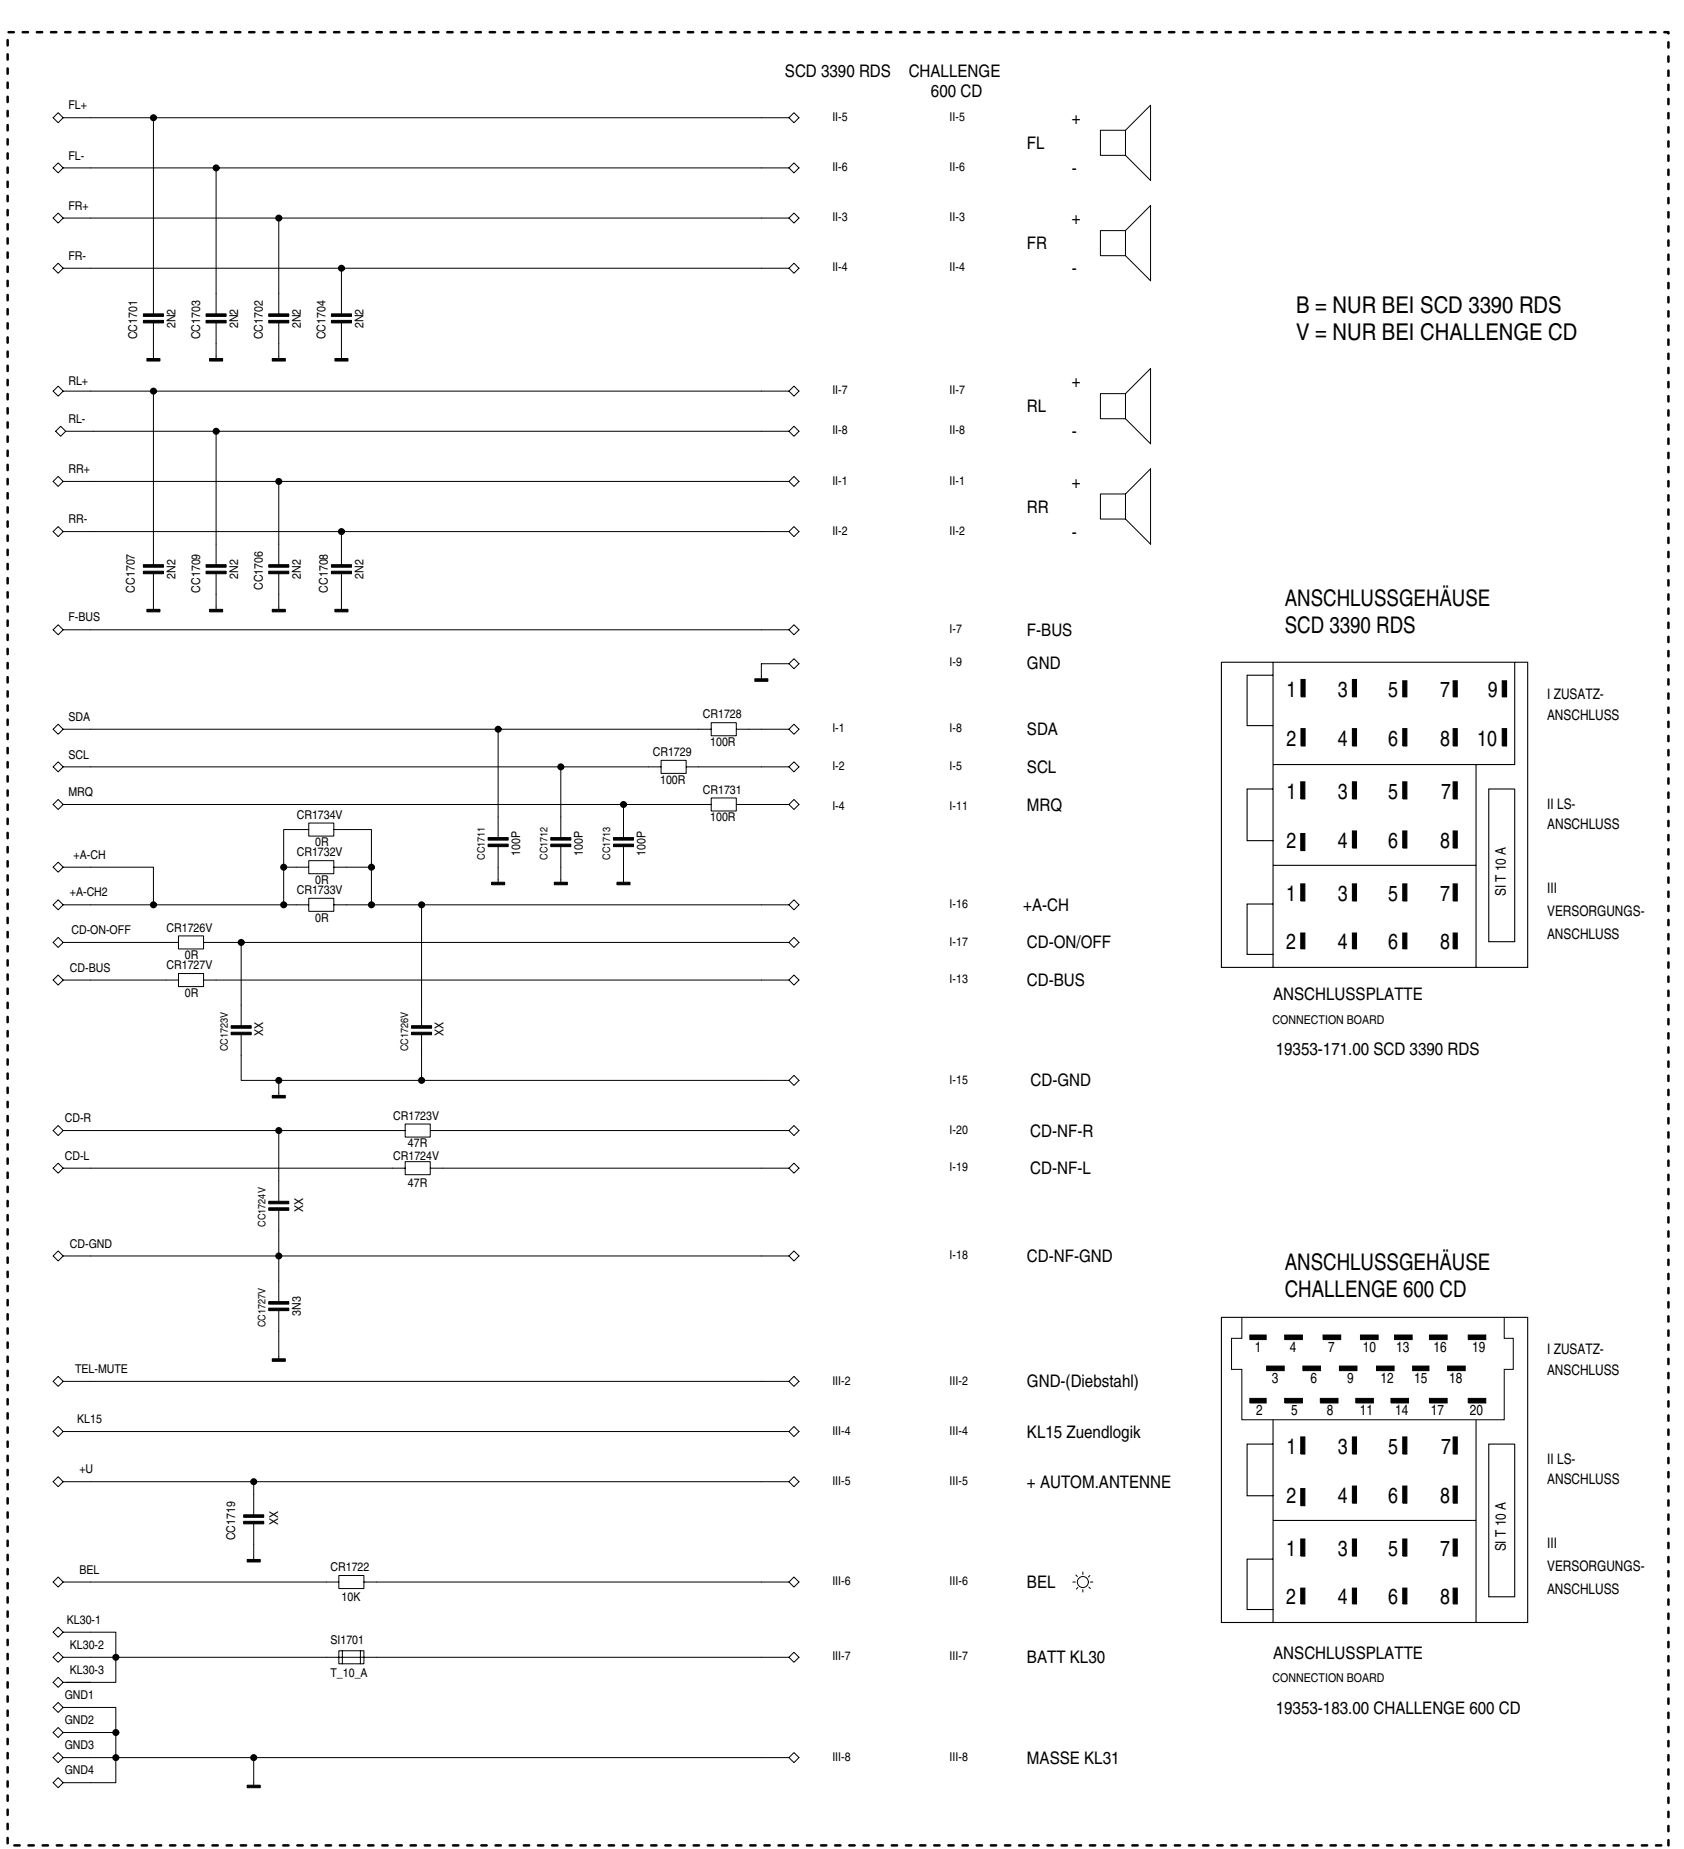 SCD 3390 RDS CHALLENGE
600 CD
FL+ II-5 II-5 +
FL
FL- II-6 II-6 -
FR+ II-3 II-3 +
FR
FR- II-4 II-4 -
CC1701 2N2 CC1703 2N2 CC1702 2N2 CC1704 2N2
B = NUR BEI SCD 3390 RDS
V = NUR BEI CHALLENGE CD
RL+ II-7 II-7 +
RL
RL- II-8 II-8 -
RR+ II-1 II-1 +
RR
RR- II-2 II-2 -
CC1707 2N2 CC1709 2N2 CC1706 2N2 CC1708 2N2
F-BUS I-7 F-BUS
I-9 GND
SDA CR1728 100R I-1 I-8 SDA
SCL CR1729 100R I-2 I-5 SCL
MRQ CR1731 100R I-4 I-11 MRQ
CC1711 100P CC1712 100P CC1713 100P
CR1734V
0R
+A-CH CR1732V
0R
+A-CH2 CR1733V I-16 +A-CH
0R
CD-ON-OFF CR1726V I-17 CD-ON/OFF
0R
CD-BUS CR1727V I-13 CD-BUS
0R
CC1723V XX CC1726V XX
I-15 CD-GND
CD-R CR1723V I-20 CD-NF-R
47R
CD-L CR1724V I-19 CD-NF-L
47R
CC1724V XX
CD-GND I-18 CD-NF-GND
CC1727V 3N3
TEL-MUTE III-2 III-2 GND-(Diebstahl)
KL15 III-4 III-4 KL15 Zuendlogik
+U III-5 III-5 + AUTOM.ANTENNE
CC1719 XX
BEL CR1722 III-6 III-6 BEL
10K
KL30-1
KL30-2 SI1701 III-7 III-7 BATT KL30
KL30-3 T_10_A
GND1
GND2
GND3 III-8 III-8 MASSE KL31
GND4
ANSCHLUSSGEHÄUSE
SCD 3390 RDS
1 3 5 7 9
2 4 6 8 10
I ZUSATZ-
ANSCHLUSS
1 3 5 7
2 4 6 8
II LS-
ANSCHLUSS
1 3 5 7
2 4 6 8
SI T 10 A
III
VERSORGUNGS-
ANSCHLUSS
ANSCHLUSSPLATTE
CONNECTION BOARD
19353-171.00 SCD 3390 RDS
ANSCHLUSSGEHÄUSE
CHALLENGE 600 CD
1 4 7 10 13 16 19
3 6 9 12 15 18
2 5 8 11 14 17 20
I ZUSATZ-
ANSCHLUSS
1 3 5 7
2 4 6 8
II LS-
ANSCHLUSS
1 3 5 7
2 4 6 8
SI T 10 A
III
VERSORGUNGS-
ANSCHLUSS
ANSCHLUSSPLATTE
CONNECTION BOARD
19353-183.00 CHALLENGE 600 CD